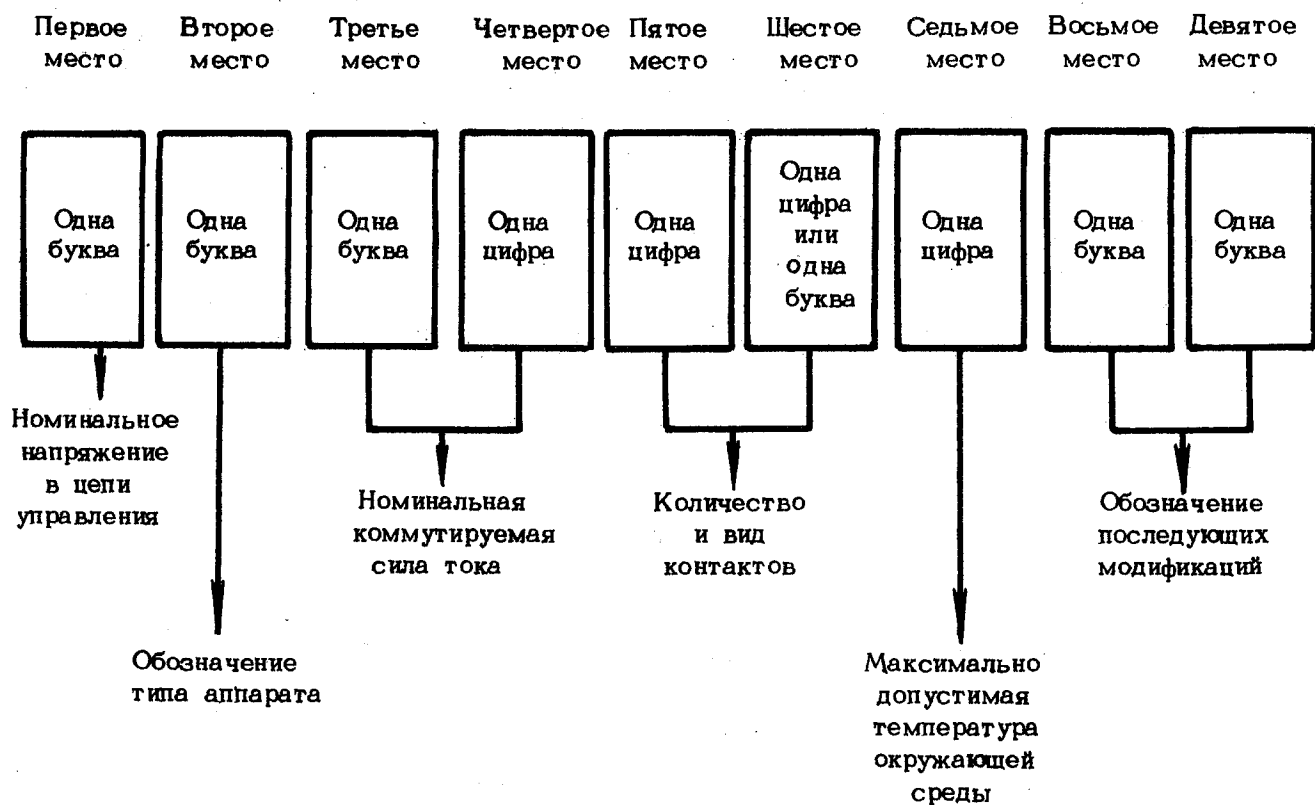 Первое Второе Третье Четвертое Пятое Шестое Седьмое Восьмое Девятое
место место место место место место место место место
Одна
буква
Одна
буква
Одна
буква
Одна
цифра
Одна
цифра
Одна
цифра
или
одна
буква
Одна
цифра
Одна
буква
Одна
буква
Номинальное
напряжение
в цепи
управления
Обозначение
типа аппарата
Номинальная
коммутируемая
сила тока
Количество
и вид
контактов
Максимально
допустимая
температура
окружающей
среды
Обозначение
последующих
модификаций